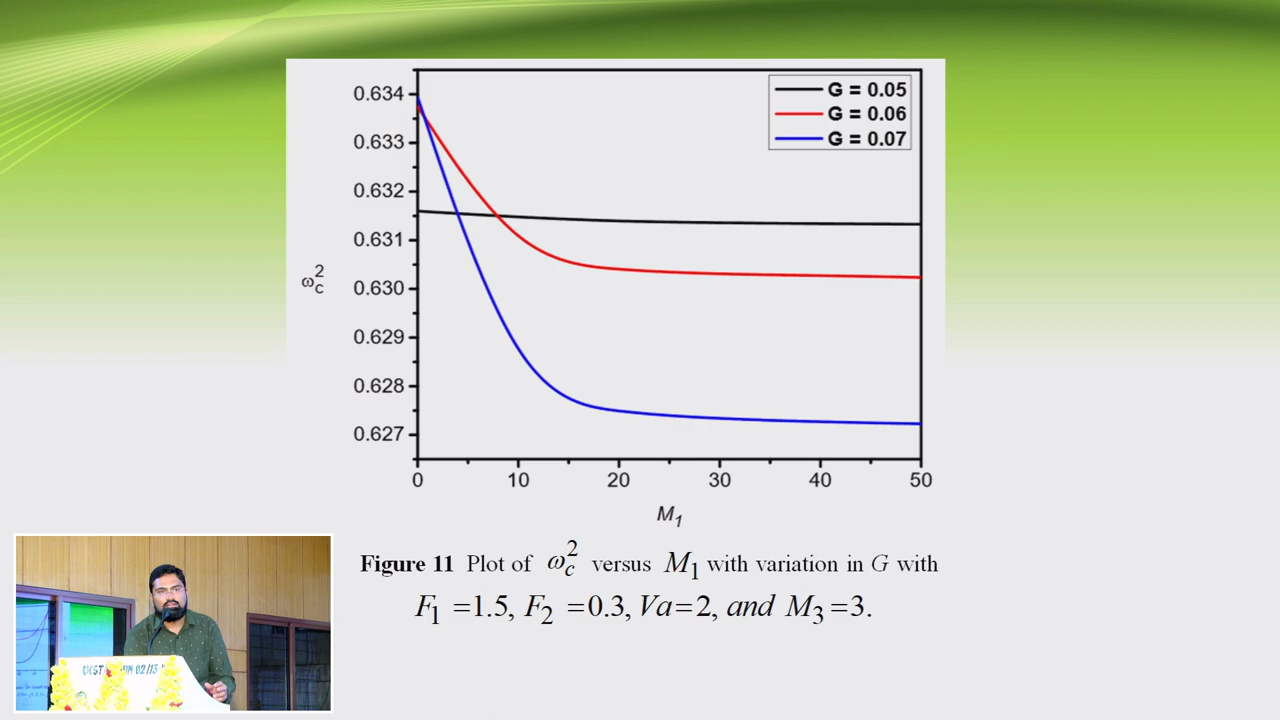 G = 0.05
G = 0.06
G = 0.07
0.634
0.633
0.632
0.631
0.630
0.629
0.628
0.627
ω_c^2
0 10 20 30 40 50
M_1
Figure 11 Plot of ω_c^2 versus M_1 with variation in G with
F_1 =1.5, F_2 =0.3, Va=2, and M_3 =3.